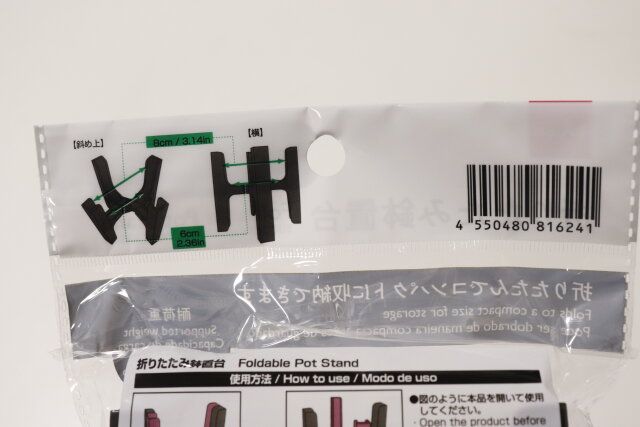 【斜め上】
8cm / 3.14in
【横】
6cm
2.36in
4 550480 816241
折りたたんでコンパクトに収納できます
Folds to a compact size for storage
耐荷重
Supported weight
Capacidade de carga
折りたたみ鉢置台 Foldable Pot Stand
使用方法 / How to use / Modo de uso
●図のように本品を開いて使用
してください。
· Open the product before